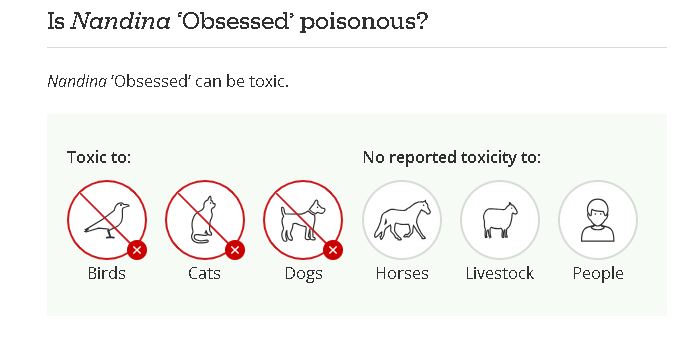 Is Nandina ‘Obsessed’ poisonous?
Nandina ‘Obsessed’ can be toxic.
Toxic to:
No reported toxicity to:
Birds
Cats
Dogs
Horses
Livestock
People